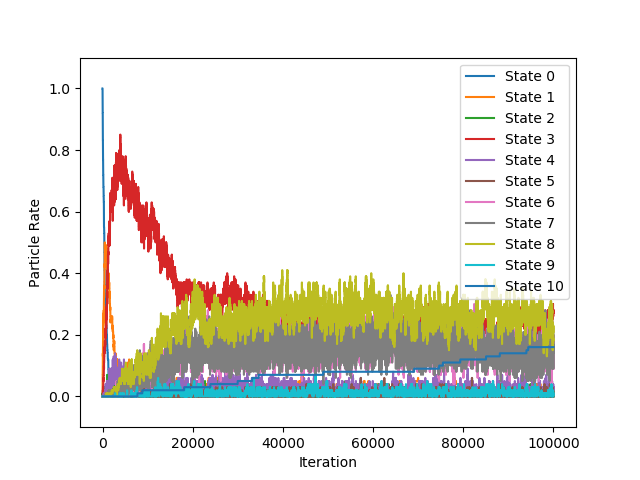 1.0
0.8
0.6
0.4
0.2
0.0
Particle Rate
0
20000
40000
60000
80000
100000
Iteration
State 0
State 1
State 2
State 3
State 4
State 5
State 6
State 7
State 8
State 9
State 10